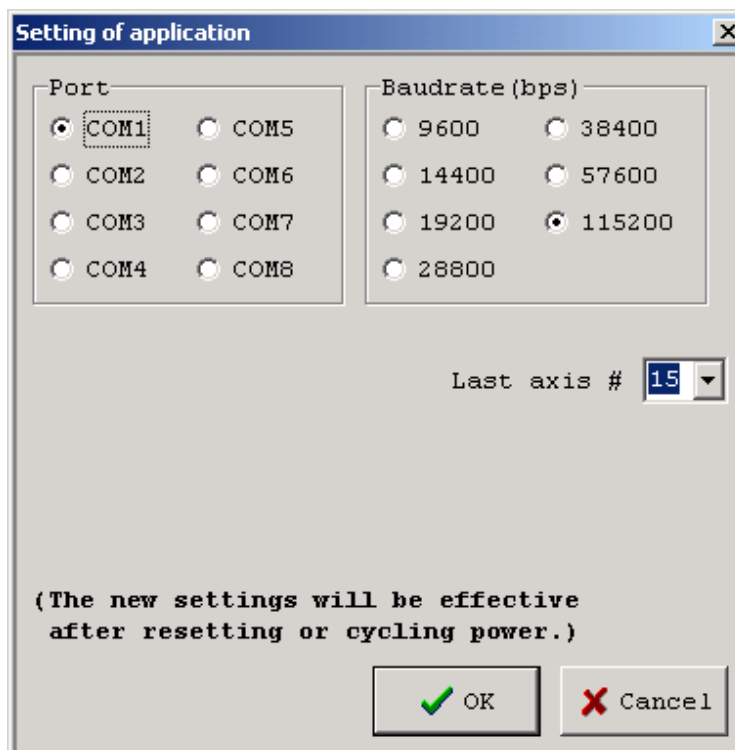 Setting of application
Port
COM1 COM5
COM2 COM6
COM3 COM7
COM4 COM8
Baudrate(bps)
9600 38400
14400 57600
19200 115200
28800
Last axis # 15
(The new settings will be effective
after resetting or cycling power.)
OK Cancel